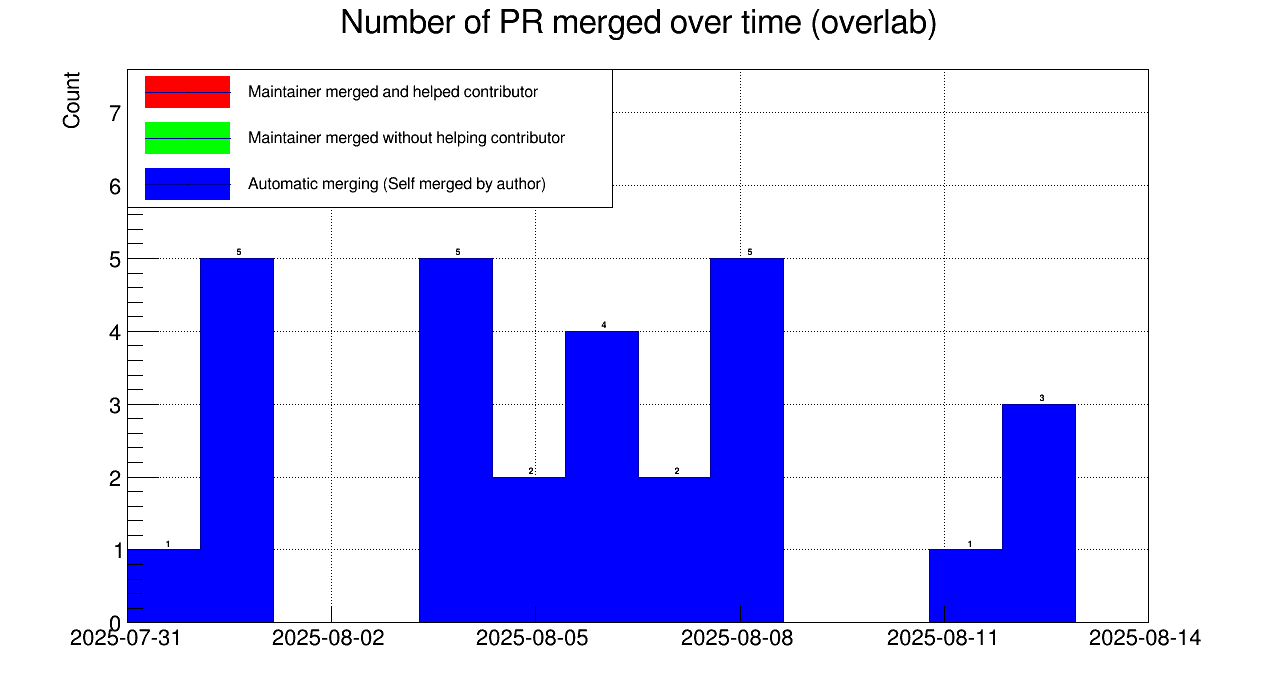 Number of PR merged over time (overlab)
Count
Maintainer merged and helped contributor
Maintainer merged without helping contributor
Automatic merging (Self merged by author)
7
6
5
4
3
2
1
0
1
5
5
2
4
2
5
1
3
2025-07-31 2025-08-02 2025-08-05 2025-08-08 2025-08-11 2025-08-14